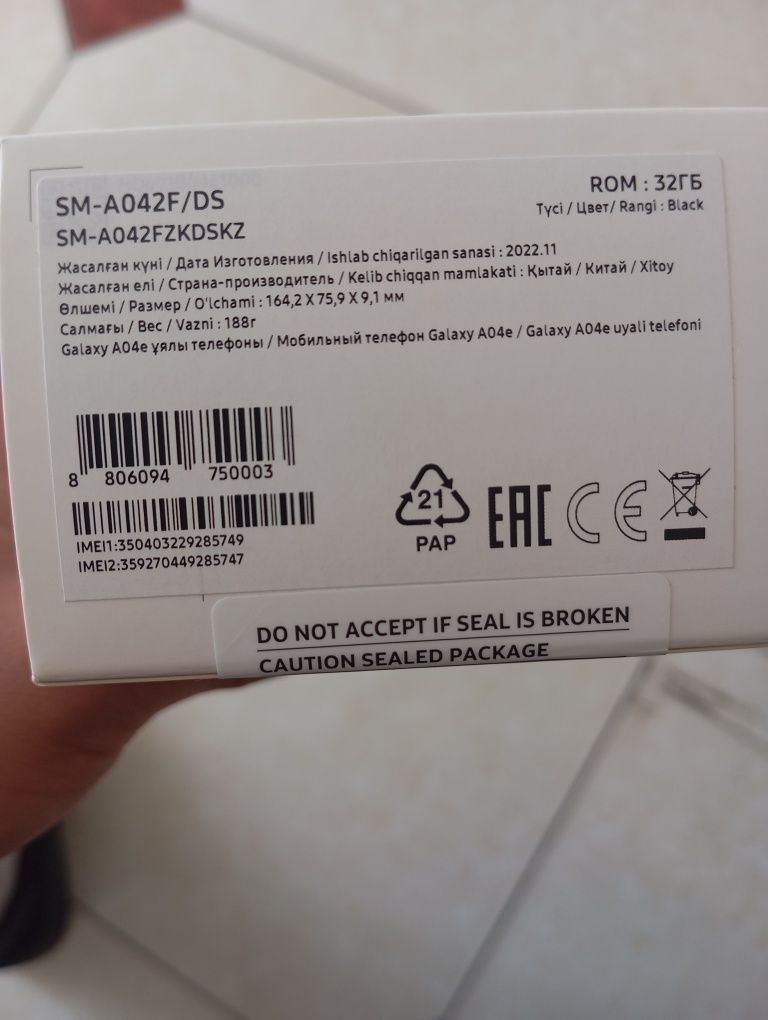 SM-A042F/DS
ROM : 32ГБ
SM-A042FZKDSKZ
Түсі / Цвет/ Rangi : Black
Жасалған күні / Дата Изготовления / Ishlab chiqarilgan sanasi : 2022.11
Жасалған елі / Страна-производитель / Kelib chiqqan mamlakati : Қытай / Китай / Xitoy
Өлшемі / Размер / O'lchami : 164,2 X 75,9 X 9,1 мм
Салмағы / Вес / Vazni : 188г
Galaxy A04e ұялы телефоны / Мобильный телефон Galaxy A04e / Galaxy A04e uyali telefoni
8 806094 750003
IMEI1:350403229285749
IMEI2:359270449285747
21
PAP
EAC
CE
DO NOT ACCEPT IF SEAL IS BROKEN
CAUTION SEALED PACKAGE